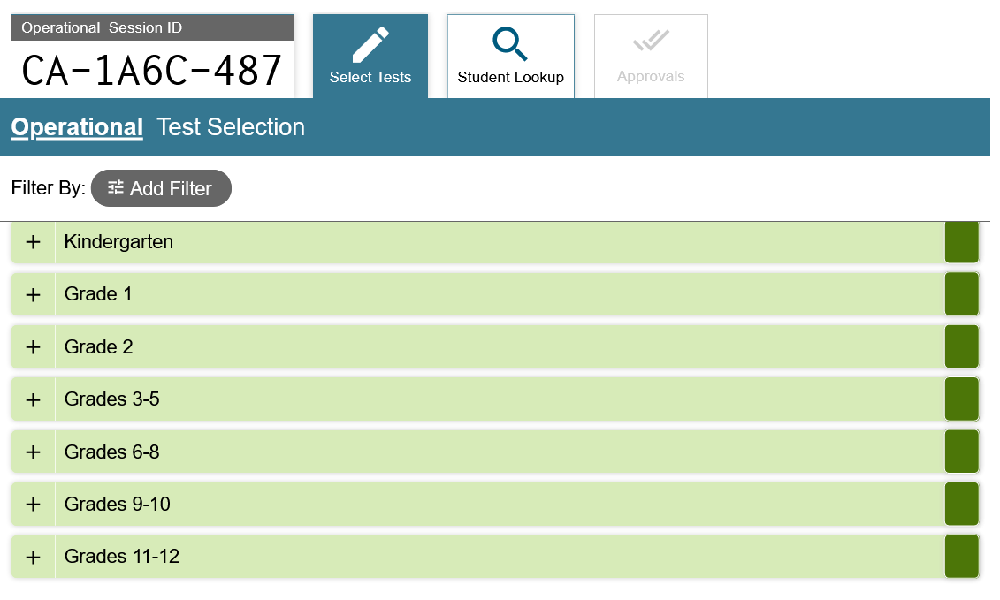 Operational Session ID
CA-1A6C-487
Select Tests
Student Lookup
Approvals
Operational Test Selection
Filter By: Add Filter
+ Kindergarten
+ Grade 1
+ Grade 2
+ Grades 3-5
+ Grades 6-8
+ Grades 9-10
+ Grades 11-12